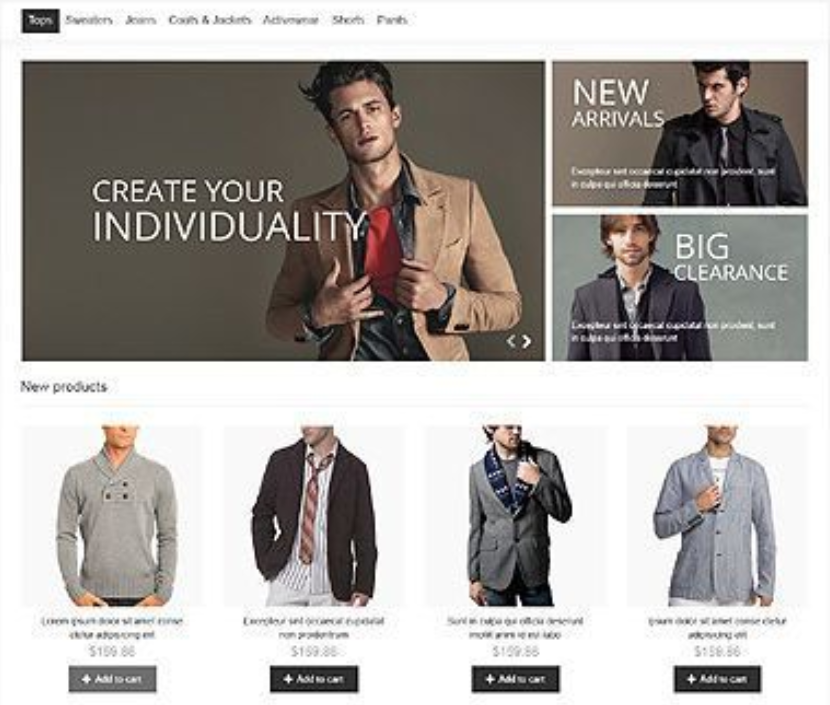 Tops Sweaters Jeans Coats & Jackets Activewear Shorts Pants
CREATE YOUR
INDIVIDUALITY
NEW
ARRIVALS
Excepteur sint occaecat cupidatat non proident, sunt
in culpa qui officia deserunt
BIG
CLEARANCE
Excepteur sint occaecat cupidatat non proident, sunt
in culpa qui officia deserunt
New products
Lorem ipsum dolor sit amet conse
ctetur adipisicing elit
$159.86
Add to cart
Excepteur sint occaecat cupidatat
non proidentrum
$159.86
Add to cart
Sunt in culpa qui officia deserunt
mollit anim id est labo
$159.86
Add to cart
Ipsum dolor sit amet conse ctetur
adipisicing elit
$159.86
Add to cart